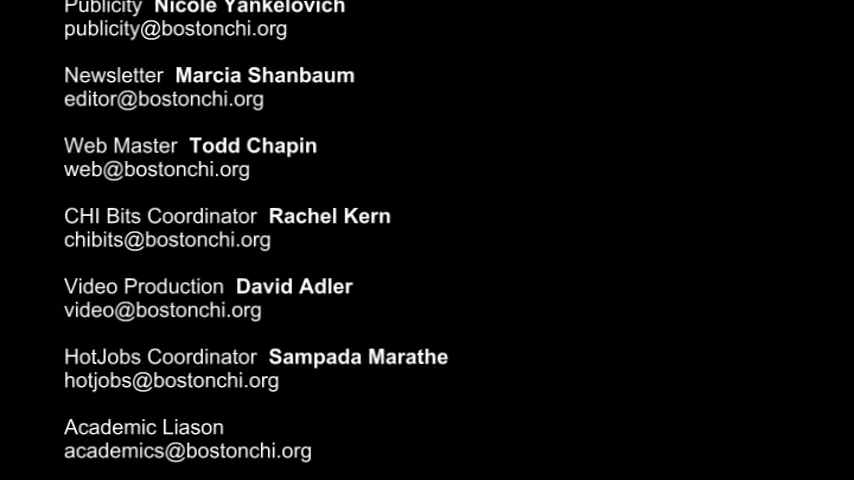 Publicity  Nicole Yankelovich
publicity@bostonchi.org
Newsletter  Marcia Shanbaum
editor@bostonchi.org
Web Master  Todd Chapin
web@bostonchi.org
CHI Bits Coordinator  Rachel Kern
chibits@bostonchi.org
Video Production  David Adler
video@bostonchi.org
HotJobs Coordinator  Sampada Marathe
hotjobs@bostonchi.org
Academic Liason
academics@bostonchi.org